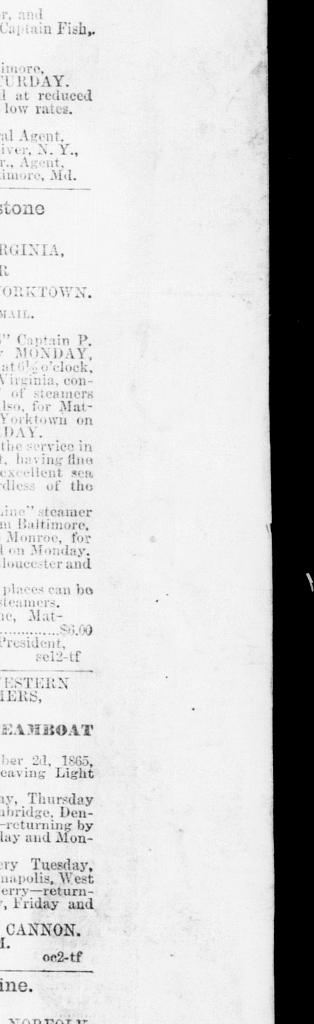 r, and
Captain Fish,.
imore,
TURDAY.
d at reduced
low rates.
al Agent,
iver, N. Y.,
r., Agent,
timore, Md.
stone
RGINIA,
R
YORKTOWN.
MAIL.
" Captain P.
MONDAY,
at 6½ o'clock,
Virginia, con-
of steamers
lso, for Mat-
Yorktown on
DAY.
the service in
t, having fine
excellent sea
rdless of the
Line" steamer
m Baltimore,
Monroe, for
d on Monday.
loucester and
places can be
steamers.
ne, Mat-
..............$6.00
President,
se12-tf
WESTERN
MERS,
EAMBOAT
ber 2d, 1865,
eaving Light
ay, Thursday
mbridge, Den-
—returning by
day and Mon-
ery Tuesday,
napolis, West
erry—return-
y, Friday and
CANNON.
M.
oc2-tf
ine.
NORFOLK